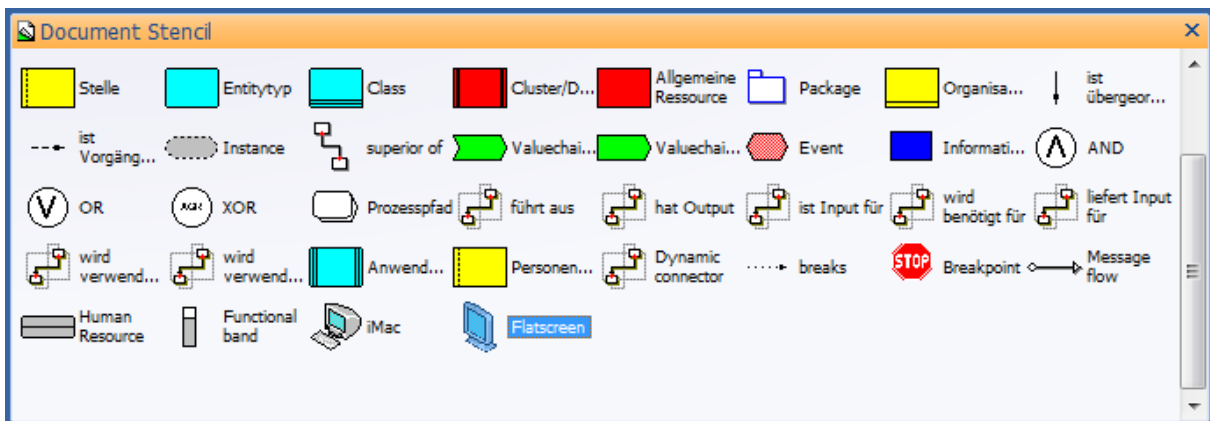 Document Stencil
Stelle
Entitytyp
Class
Cluster/D...
Allgemeine
Ressource
Package
Organisa...
ist
übergeor...
ist
Vorgäng...
Instance
superior of
Valuechai...
Valuechai...
Event
Informati...
AND
OR
XOR
Prozesspfad
führt aus
hat Output
ist Input für
wird
benötigt für
liefert Input
für
wird
verwend...
wird
verwend...
Anwend...
Personen...
Dynamic
connector
breaks
STOP
Breakpoint
Message
flow
Human
Resource
Functional
band
iMac
Flatscreen